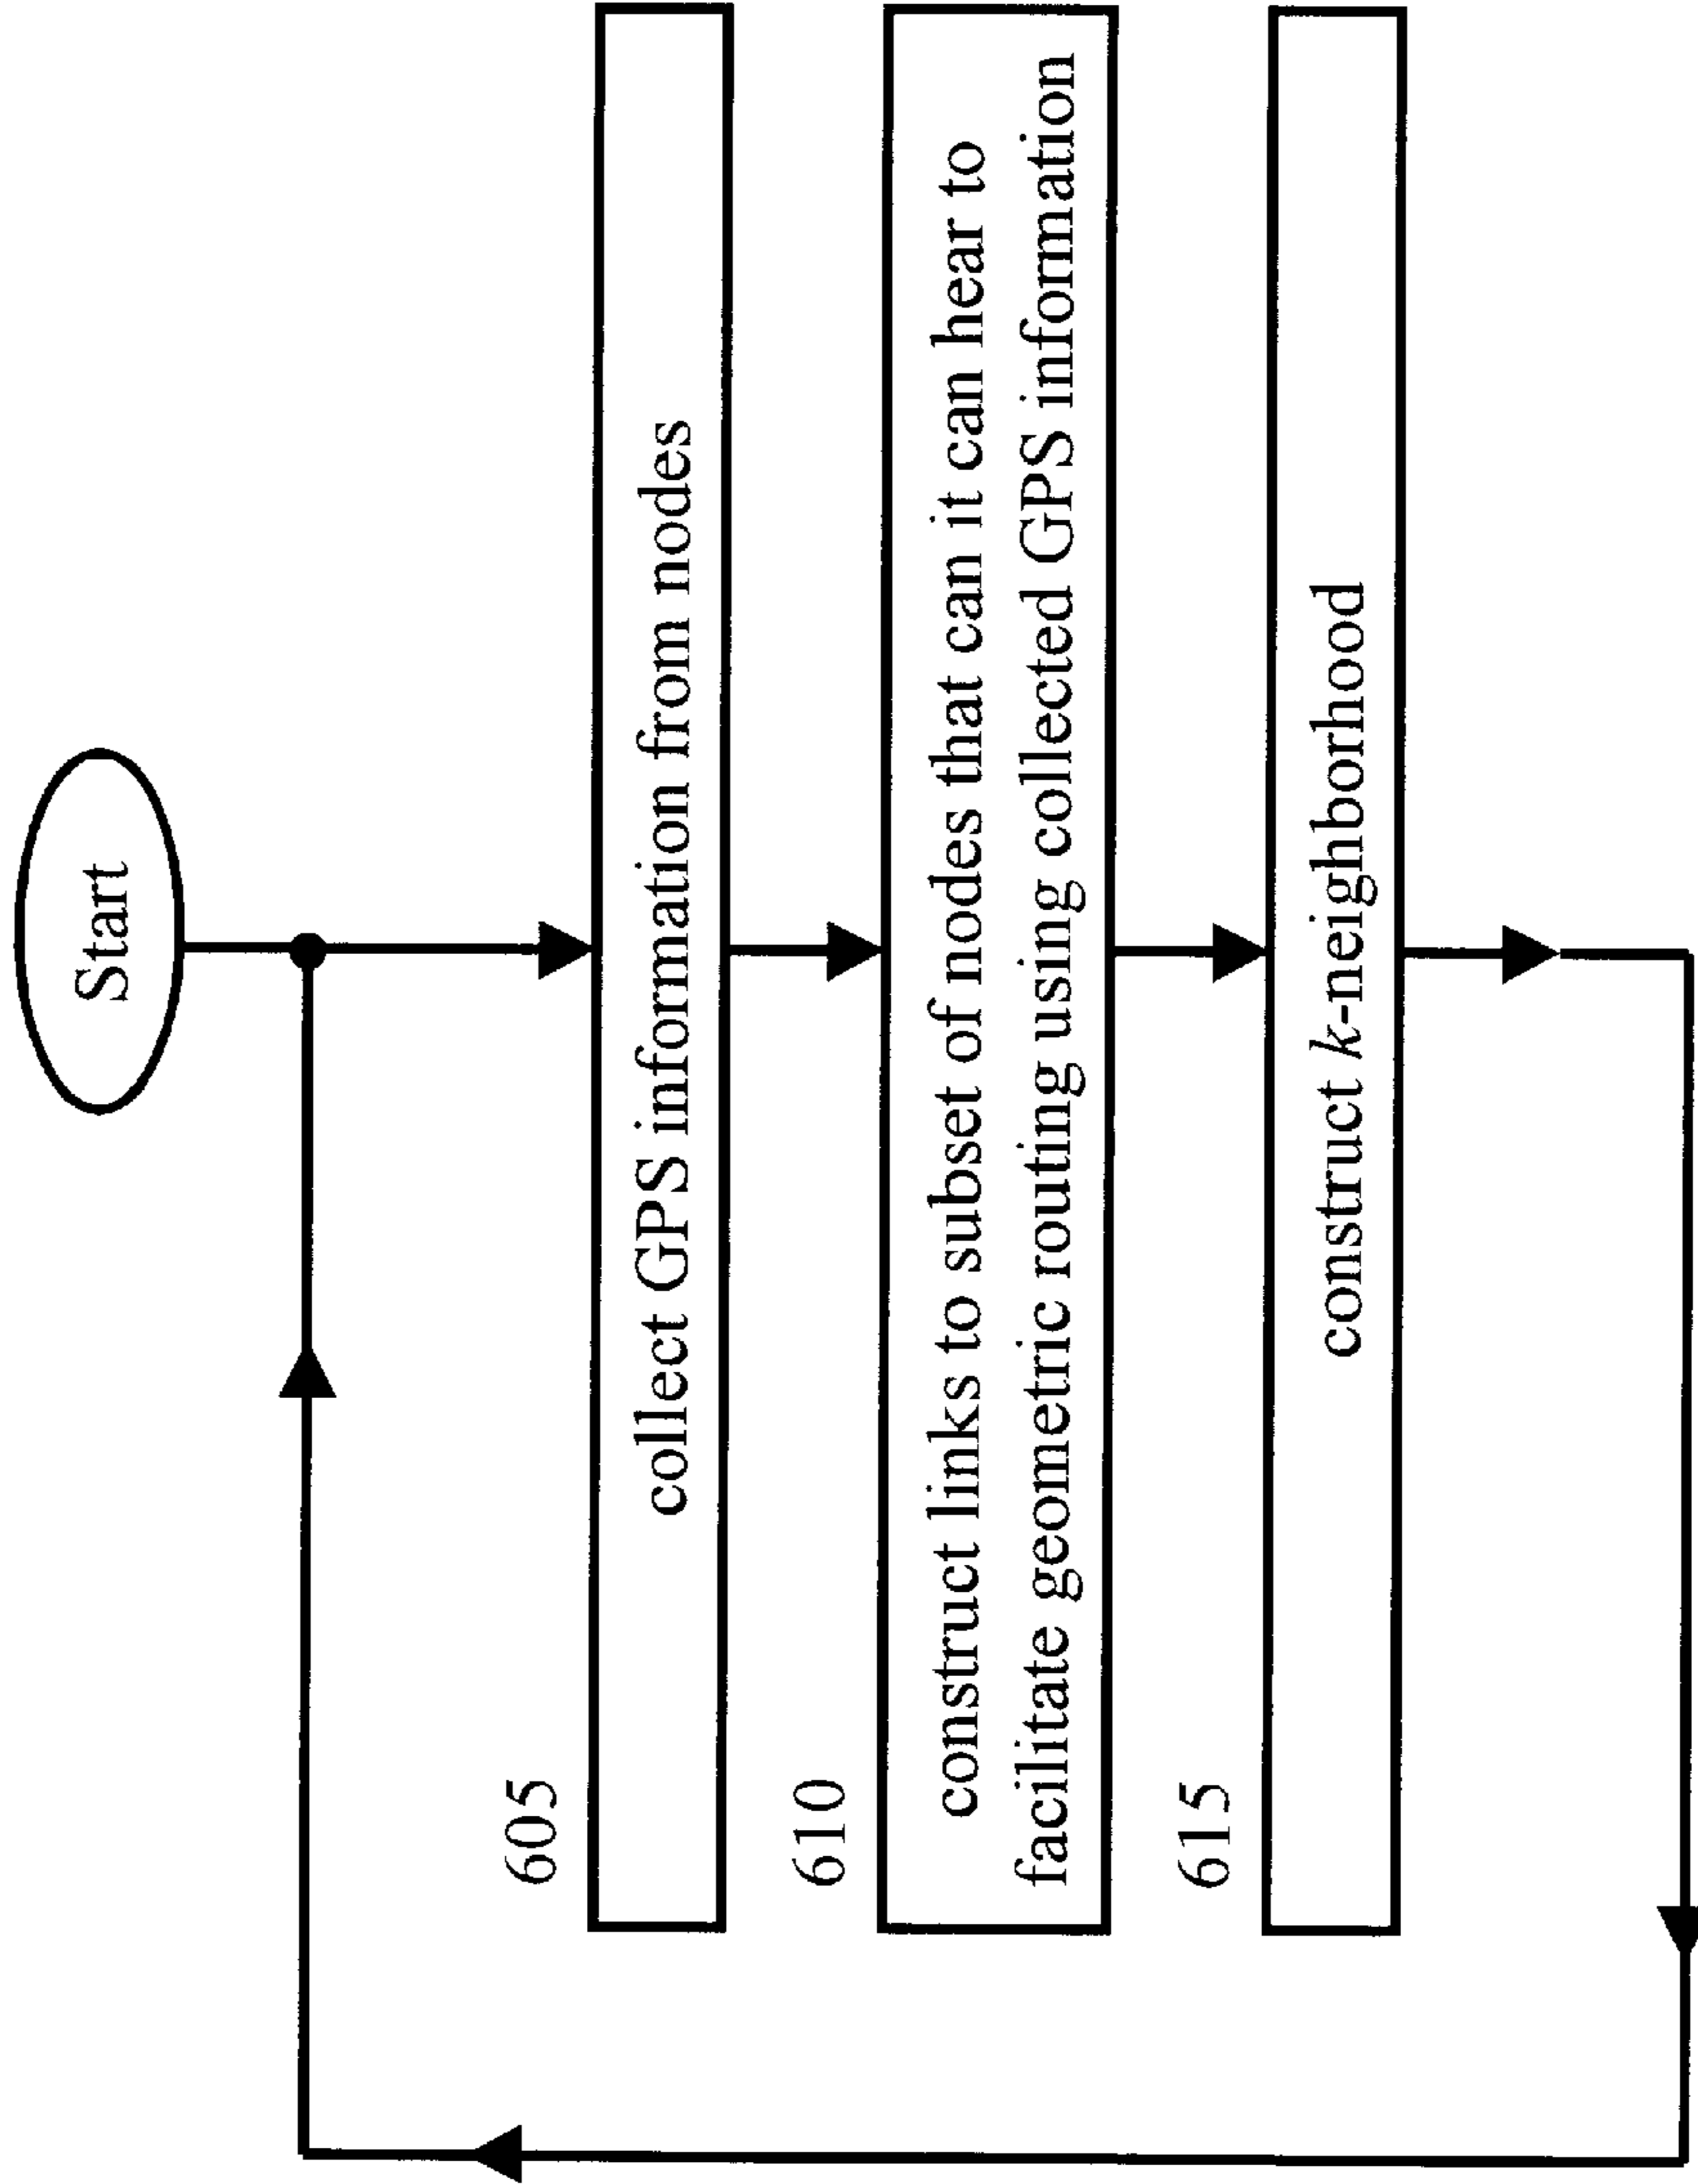 Start
605
collect GPS information from nodes
610
construct links to subset of nodes that can it can hear to
facilitate geometric routing using collected GPS information
615
construct k-neighborhood